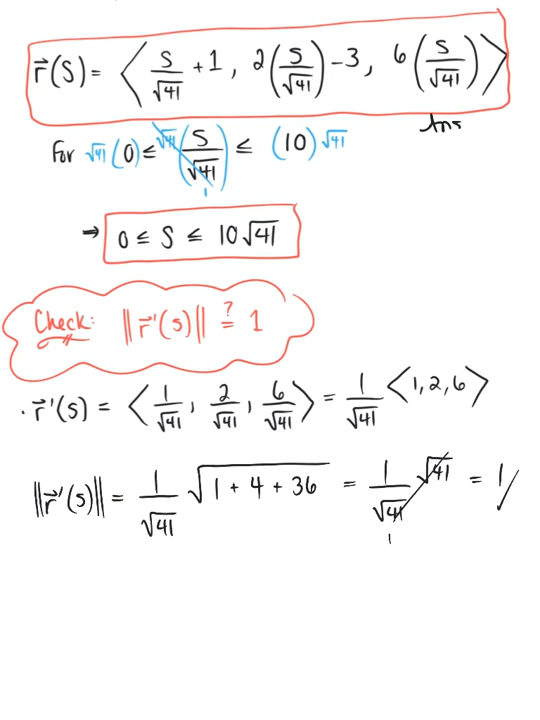 r⃗(s) = ⟨ s/√41 + 1, 2(s/√41) − 3, 6(s/√41) ⟩
Ans
For √41(0) ≤ √41(s/√41) ≤ (10)√41
1
→ 0 ≤ s ≤ 10√41
Check: ‖r⃗'(s)‖ ≟ 1
· r⃗'(s) = ⟨ 1/√41, 2/√41, 6/√41 ⟩ = 1/√41 ⟨1, 2, 6⟩
‖r⃗'(s)‖ = 1/√41 √(1 + 4 + 36) = 1/√41 √41 = 1
1